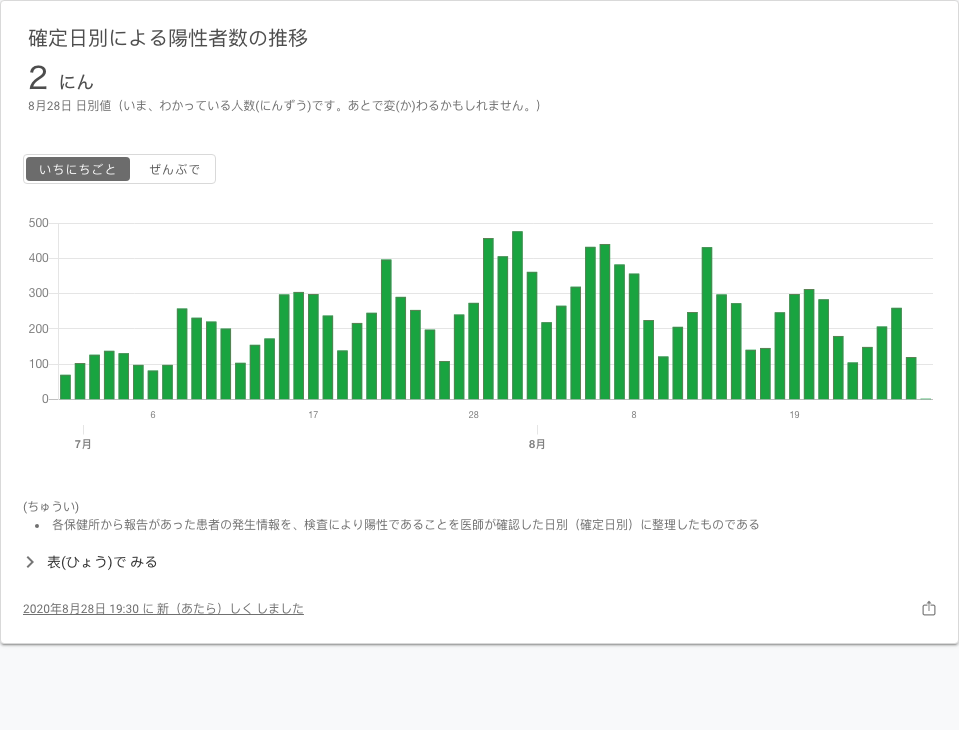 確定日別による陽性者数の推移
2 にん
8月28日 日別値（いま、わかっている人数(にんずう)です。あとで変(か)わるかもしれません。）
いちにちごと ぜんぶで
500
400
300
200
100
0
6 17 28 8 19
7月 8月
(ちゅうい)
• 各保健所から報告があった患者の発生情報を、検査により陽性であることを医師が確認した日別（確定日別）に整理したものである
表(ひょう)で みる
2020年8月28日 19:30 に 新（あたら）しく しました